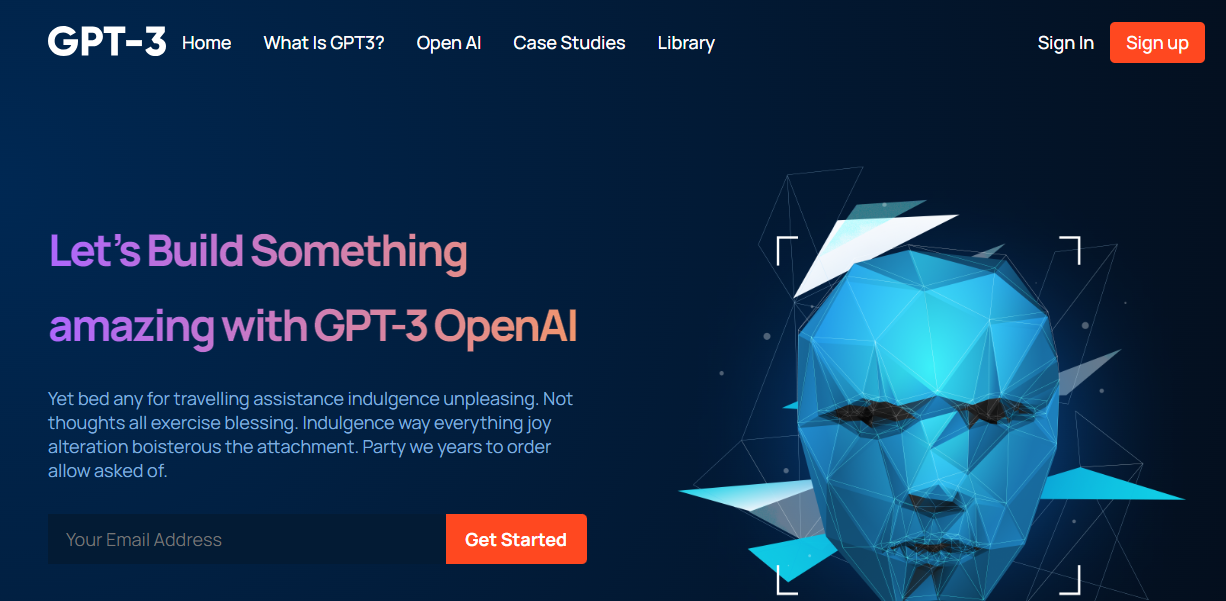 GPT-3 Home What Is GPT3? Open AI Case Studies Library Sign In Sign up
Let's Build Something
amazing with GPT-3 OpenAI
Yet bed any for travelling assistance indulgence unpleasing. Not
thoughts all exercise blessing. Indulgence way everything joy
alteration boisterous the attachment. Party we years to order
allow asked of.
Your Email Address Get Started